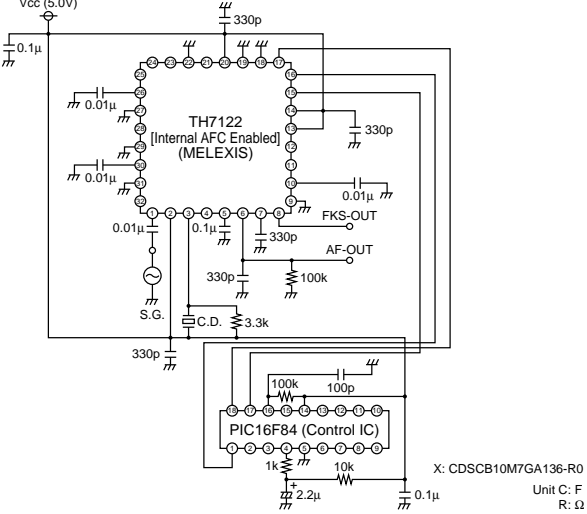 Vcc (5.0V)
330p
0.1µ
24 23 22 21 20 19 18 17
25 16
26 15
0.01µ
TH7122
27 14
[Internal AFC Enabled]
28 13
330p
(MELEXIS)
29 12
30 11
0.01µ
31 10
0.01µ
32 9
1 2 3 4 5 6 7 8
FKS-OUT
0.01µ 0.1µ 330p
AF-OUT
330p 100k
S.G. C.D. 3.3k
330p
100k 100p
18 17 16 15 14 13 12 11 10
PIC16F84 (Control IC)
1 2 3 4 5 6 7 8 9
1k 10k
X: CDSCB10M7GA136-R0
+
2.2µ 0.1µ
Unit C: F
R: Ω